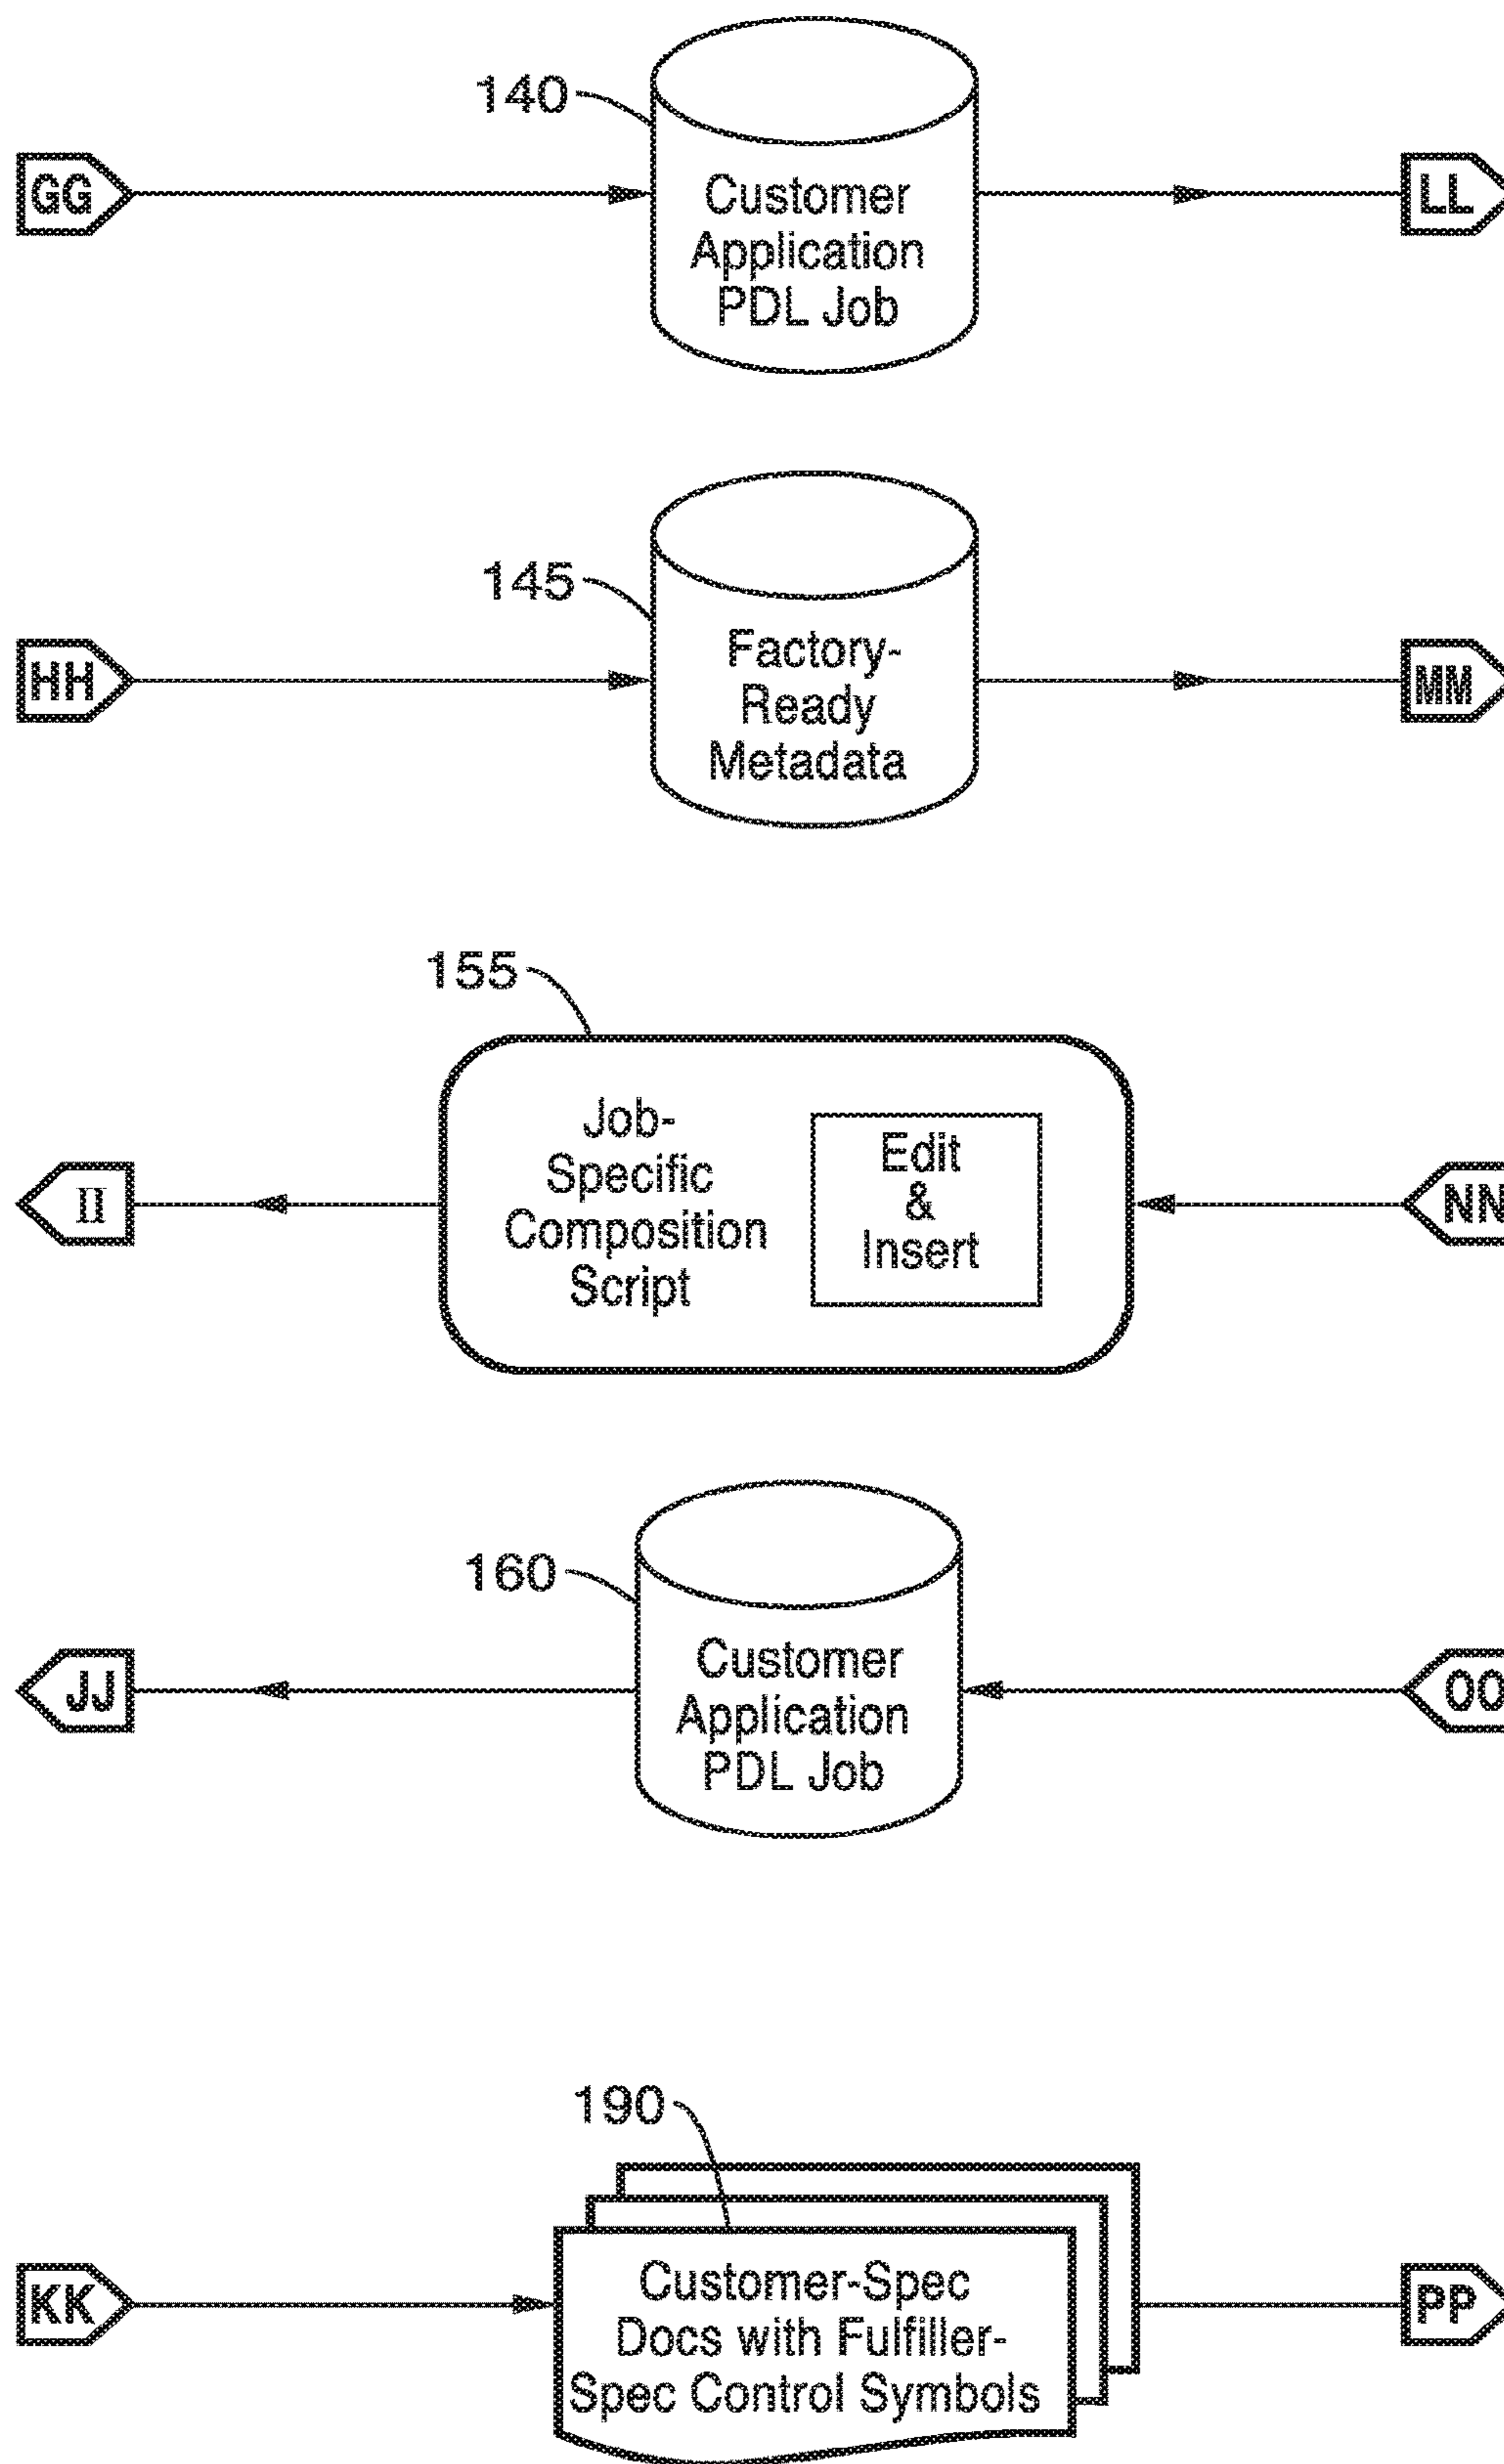 140
GG
Customer
Application
PDL Job
LL
145
HH
Factory-
Ready
Metadata
MM
155
II
Job-
Specific
Composition
Script
Edit
&
Insert
NN
160
JJ
Customer
Application
PDL Job
OO
190
KK
Customer-Spec
Docs with Fulfiller-
Spec Control Symbols
PP